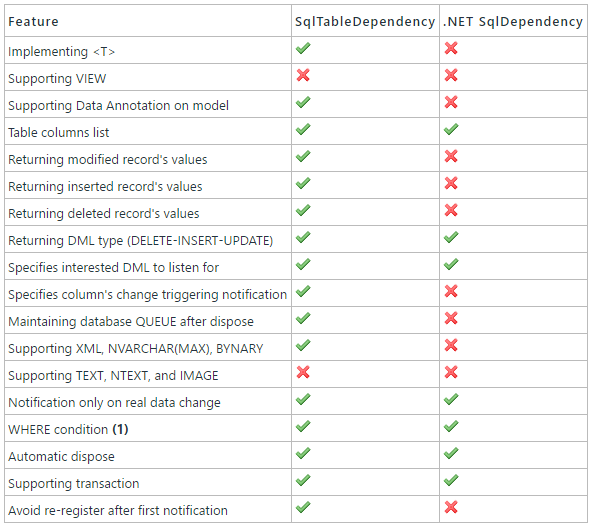 Feature SqlTableDependency .NET SqlDependency
Implementing <T>
Supporting VIEW
Supporting Data Annotation on model
Table columns list
Returning modified record's values
Returning inserted record's values
Returning deleted record's values
Returning DML type (DELETE-INSERT-UPDATE)
Specifies interested DML to listen for
Specifies column's change triggering notification
Maintaining database QUEUE after dispose
Supporting XML, NVARCHAR(MAX), BYNARY
Supporting TEXT, NTEXT, and IMAGE
Notification only on real data change
WHERE condition (1)
Automatic dispose
Supporting transaction
Avoid re-register after first notification